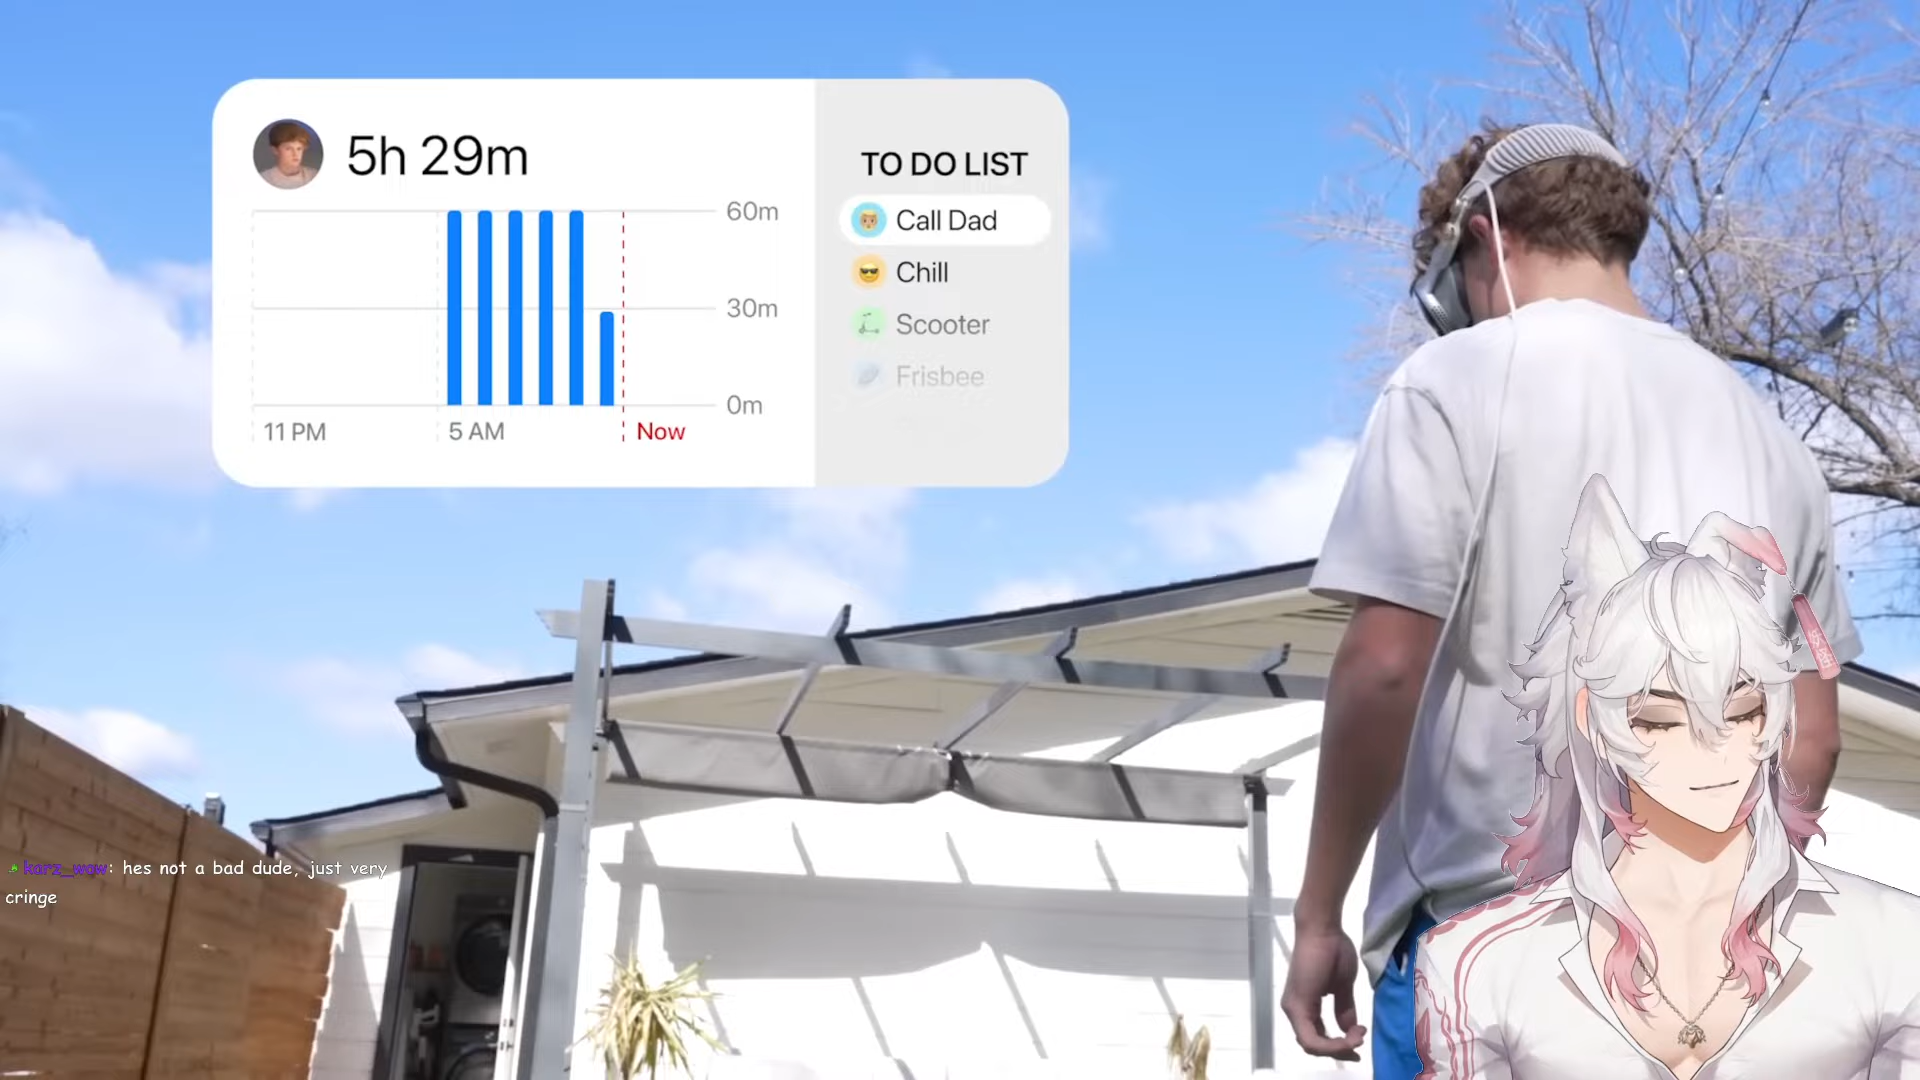 5h 29m
60m
30m
0m
11 PM
5 AM
Now
TO DO LIST
Call Dad
Chill
Scooter
Frisbee
karz_wow: hes not a bad dude, just very
cringe